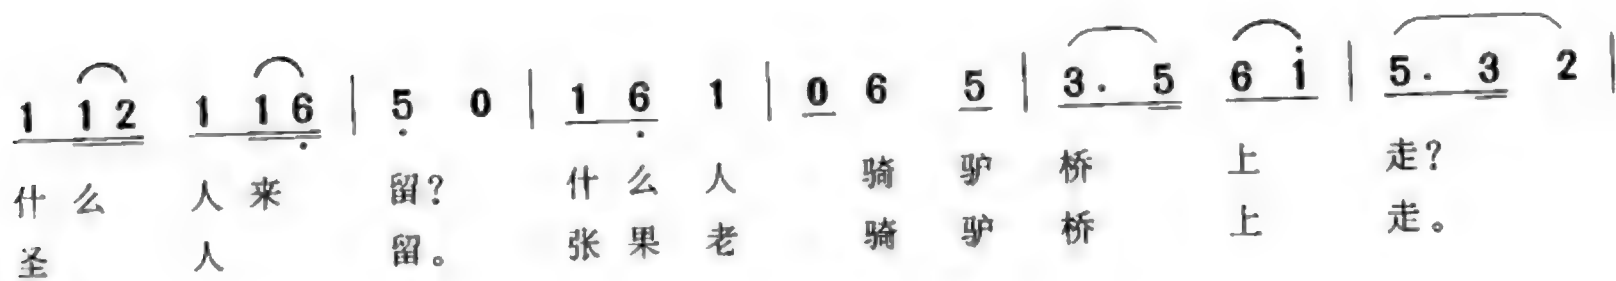 1 1 2 1 1 6̣ | 5̣ 0 | 1 6̣ 1 | 0 6 5 | 3. 5 6 i̇ | 5. 3 2 |
什么 人来 留? 什么人 骑 驴 桥 上 走?
圣 人 留。 张果老 骑 驴 桥 上 走。